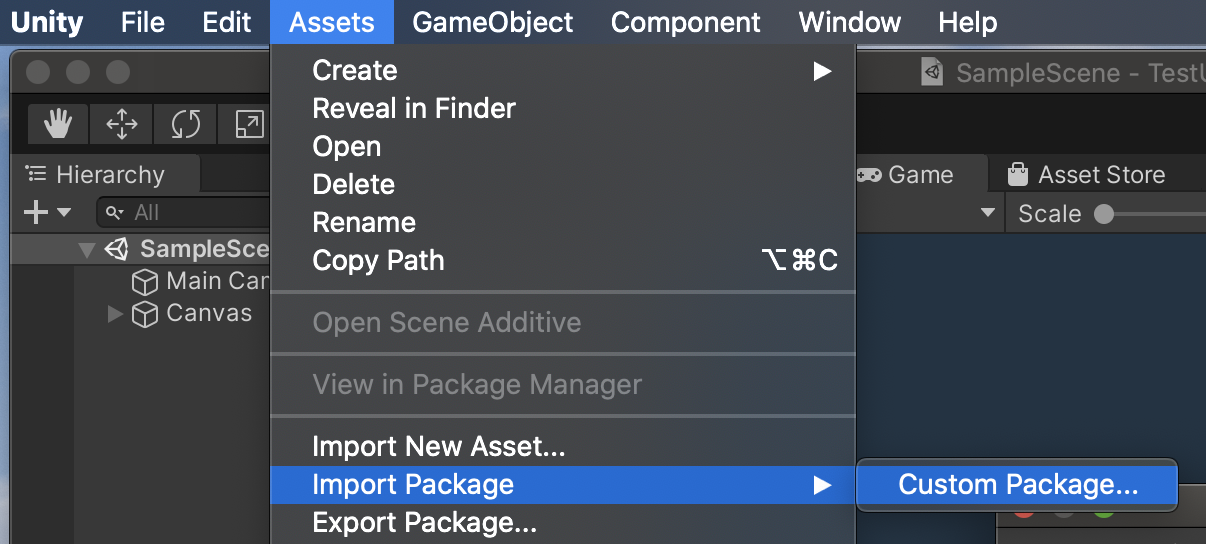 Unity File Edit Assets GameObject Component Window Help
SampleScene - TestU
Hierarchy
All
SampleSce
Main Car
Canvas
Create
Reveal in Finder
Open
Delete
Rename
Copy Path ⌥⌘C
Open Scene Additive
View in Package Manager
Import New Asset...
Import Package
Export Package...
Custom Package...
Game
Asset Store
Scale